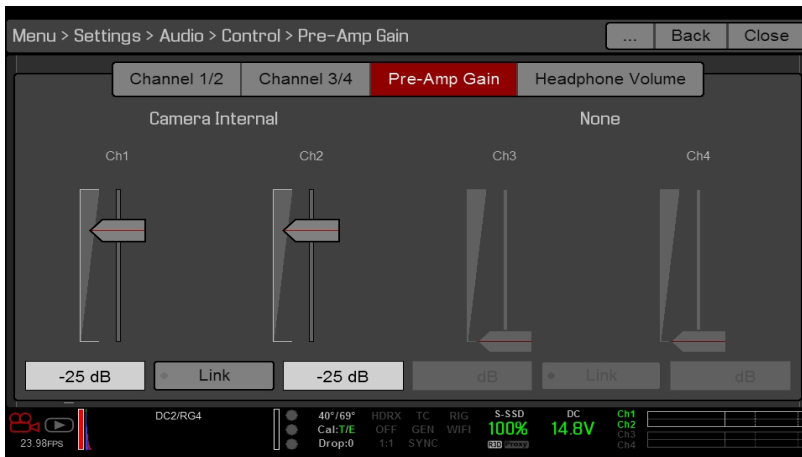 Menu > Settings > Audio > Control > Pre-Amp Gain ... Back Close
Channel 1/2 Channel 3/4 Pre-Amp Gain Headphone Volume
Camera Internal None
Ch1 Ch2 Ch3 Ch4
-25 dB Link -25 dB dB Link dB
DC2/RG4 40°/69° HDRX TC RIG S-SSD DC Ch1
Cal:T/E OFF GEN WIFI 100% 14.8V Ch2
23.98FPS Drop:0 1:1 SYNC R3D Proxy Ch3
Ch4